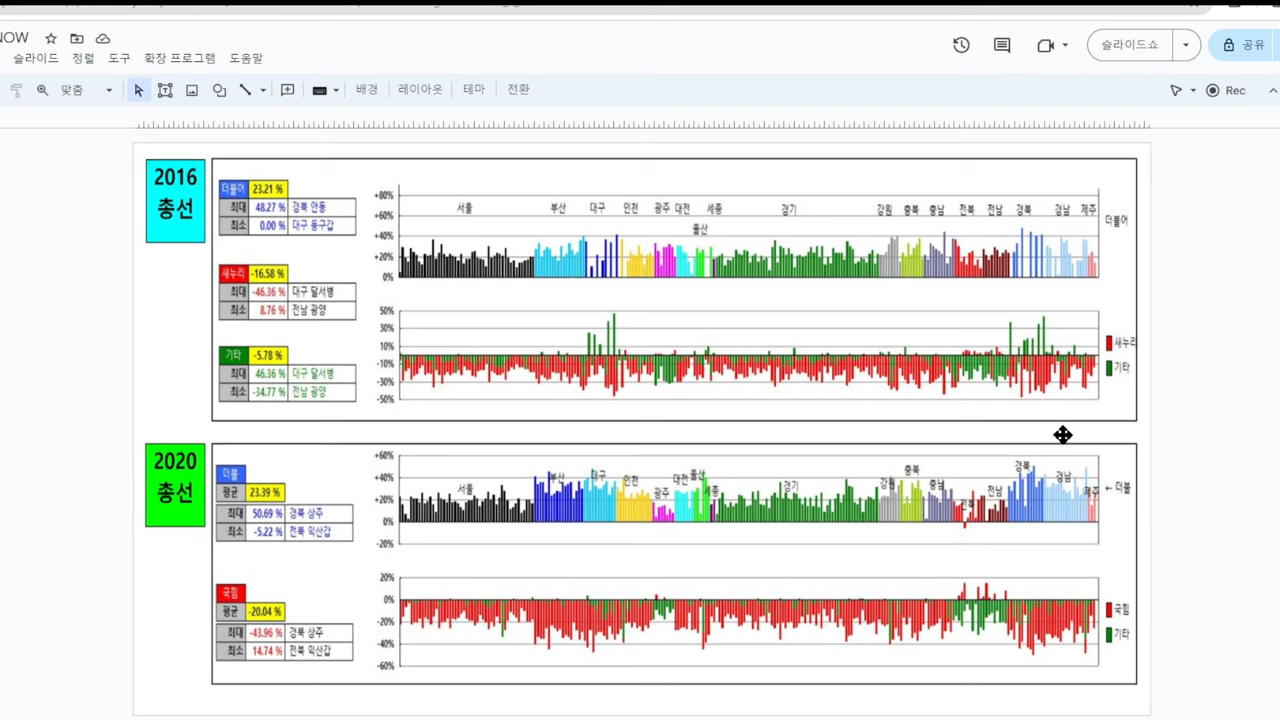 NOW
슬라이드 정렬 도구 확장 프로그램 도움말
슬라이드쇼
공유
맞춤
배경 레이아웃 테마 전환
Rec
2016
총선
더불어 23.21 %
최대 48.27 % 경북 안동
최소 0.00 % 대구 동구갑
새누리 -16.58 %
최대 -46.36 % 대구 달서병
최소 8.76 % 전남 광양
기타 -5.78 %
최대 46.36 % 대구 달서병
최소 -34.77 % 전남 광양
+80%
+60%
+40%
+20%
0%
서울 부산 대구 인천 광주 대전 세종 경기 강원 충북 충남 전북 전남 경북 경남 제주
울산
더불어
50%
30%
10%
-10%
-30%
-50%
새누리
기타
2020
총선
더불
평균 23.39 %
최대 50.69 % 경북 상주
최소 -5.22 % 전북 익산갑
국힘
평균 -20.04 %
최대 -43.96 % 경북 상주
최소 14.74 % 전북 익산갑
+60%
+40%
+20%
0%
-20%
서울 부산 대구 인천 광주 대전 울산 세종 경기 강원 충북 충남 전북 전남 경북 경남 제주
← 더불
20%
0%
-20%
-40%
-60%
국힘
기타